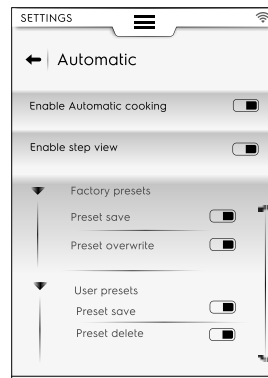 SETTINGS
Automatic
Enable Automatic cooking
Enable step view
Factory presets
Preset save
Preset overwrite
User presets
Preset save
Preset delete